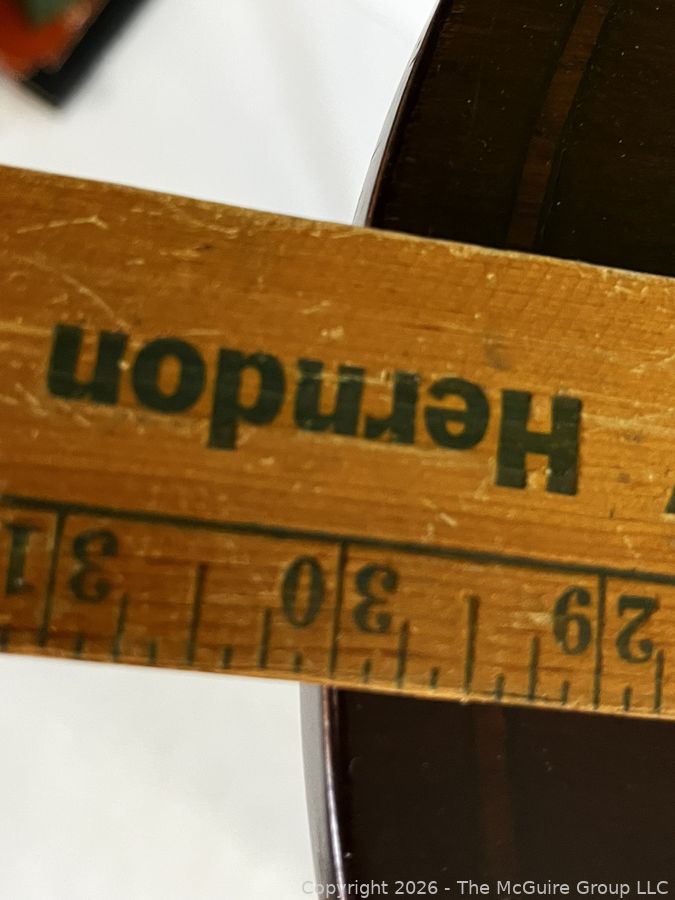 Herndon
29 30 31
Copyright 2026 - The McGuire Group LLC